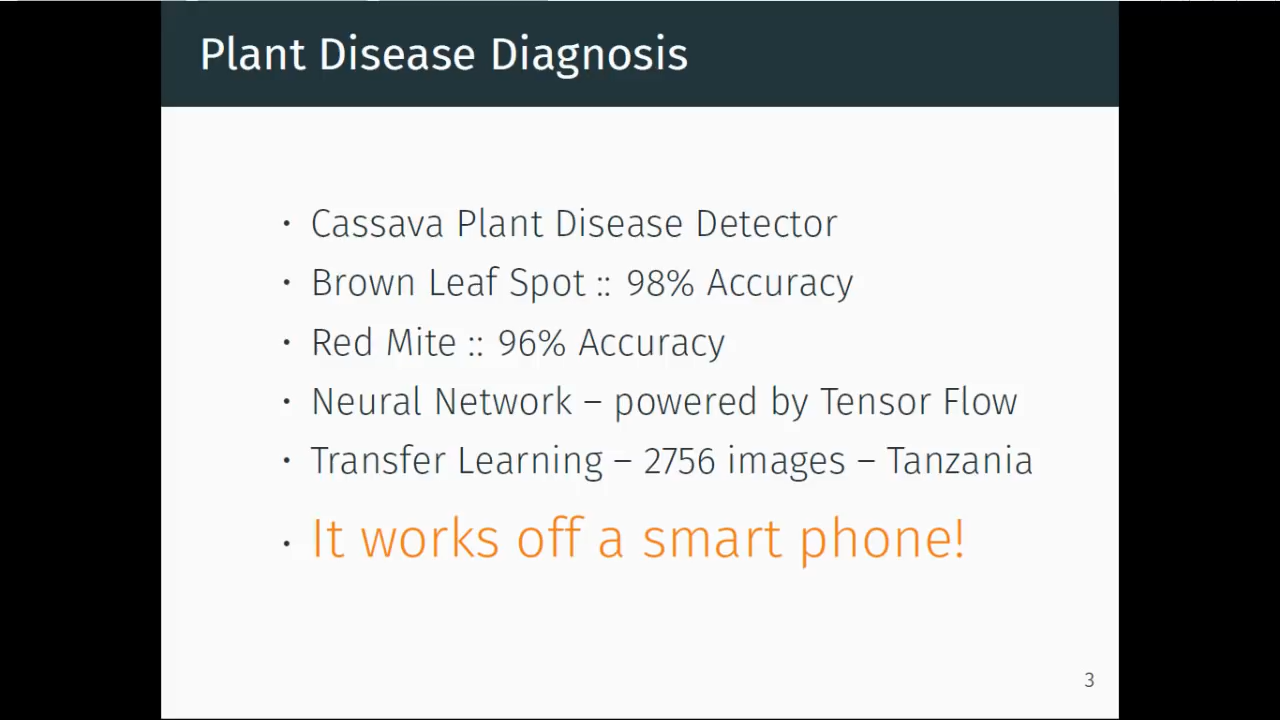 Plant Disease Diagnosis
• Cassava Plant Disease Detector
• Brown Leaf Spot :: 98% Accuracy
• Red Mite :: 96% Accuracy
• Neural Network – powered by Tensor Flow
• Transfer Learning – 2756 images – Tanzania
• It works off a smart phone!
3